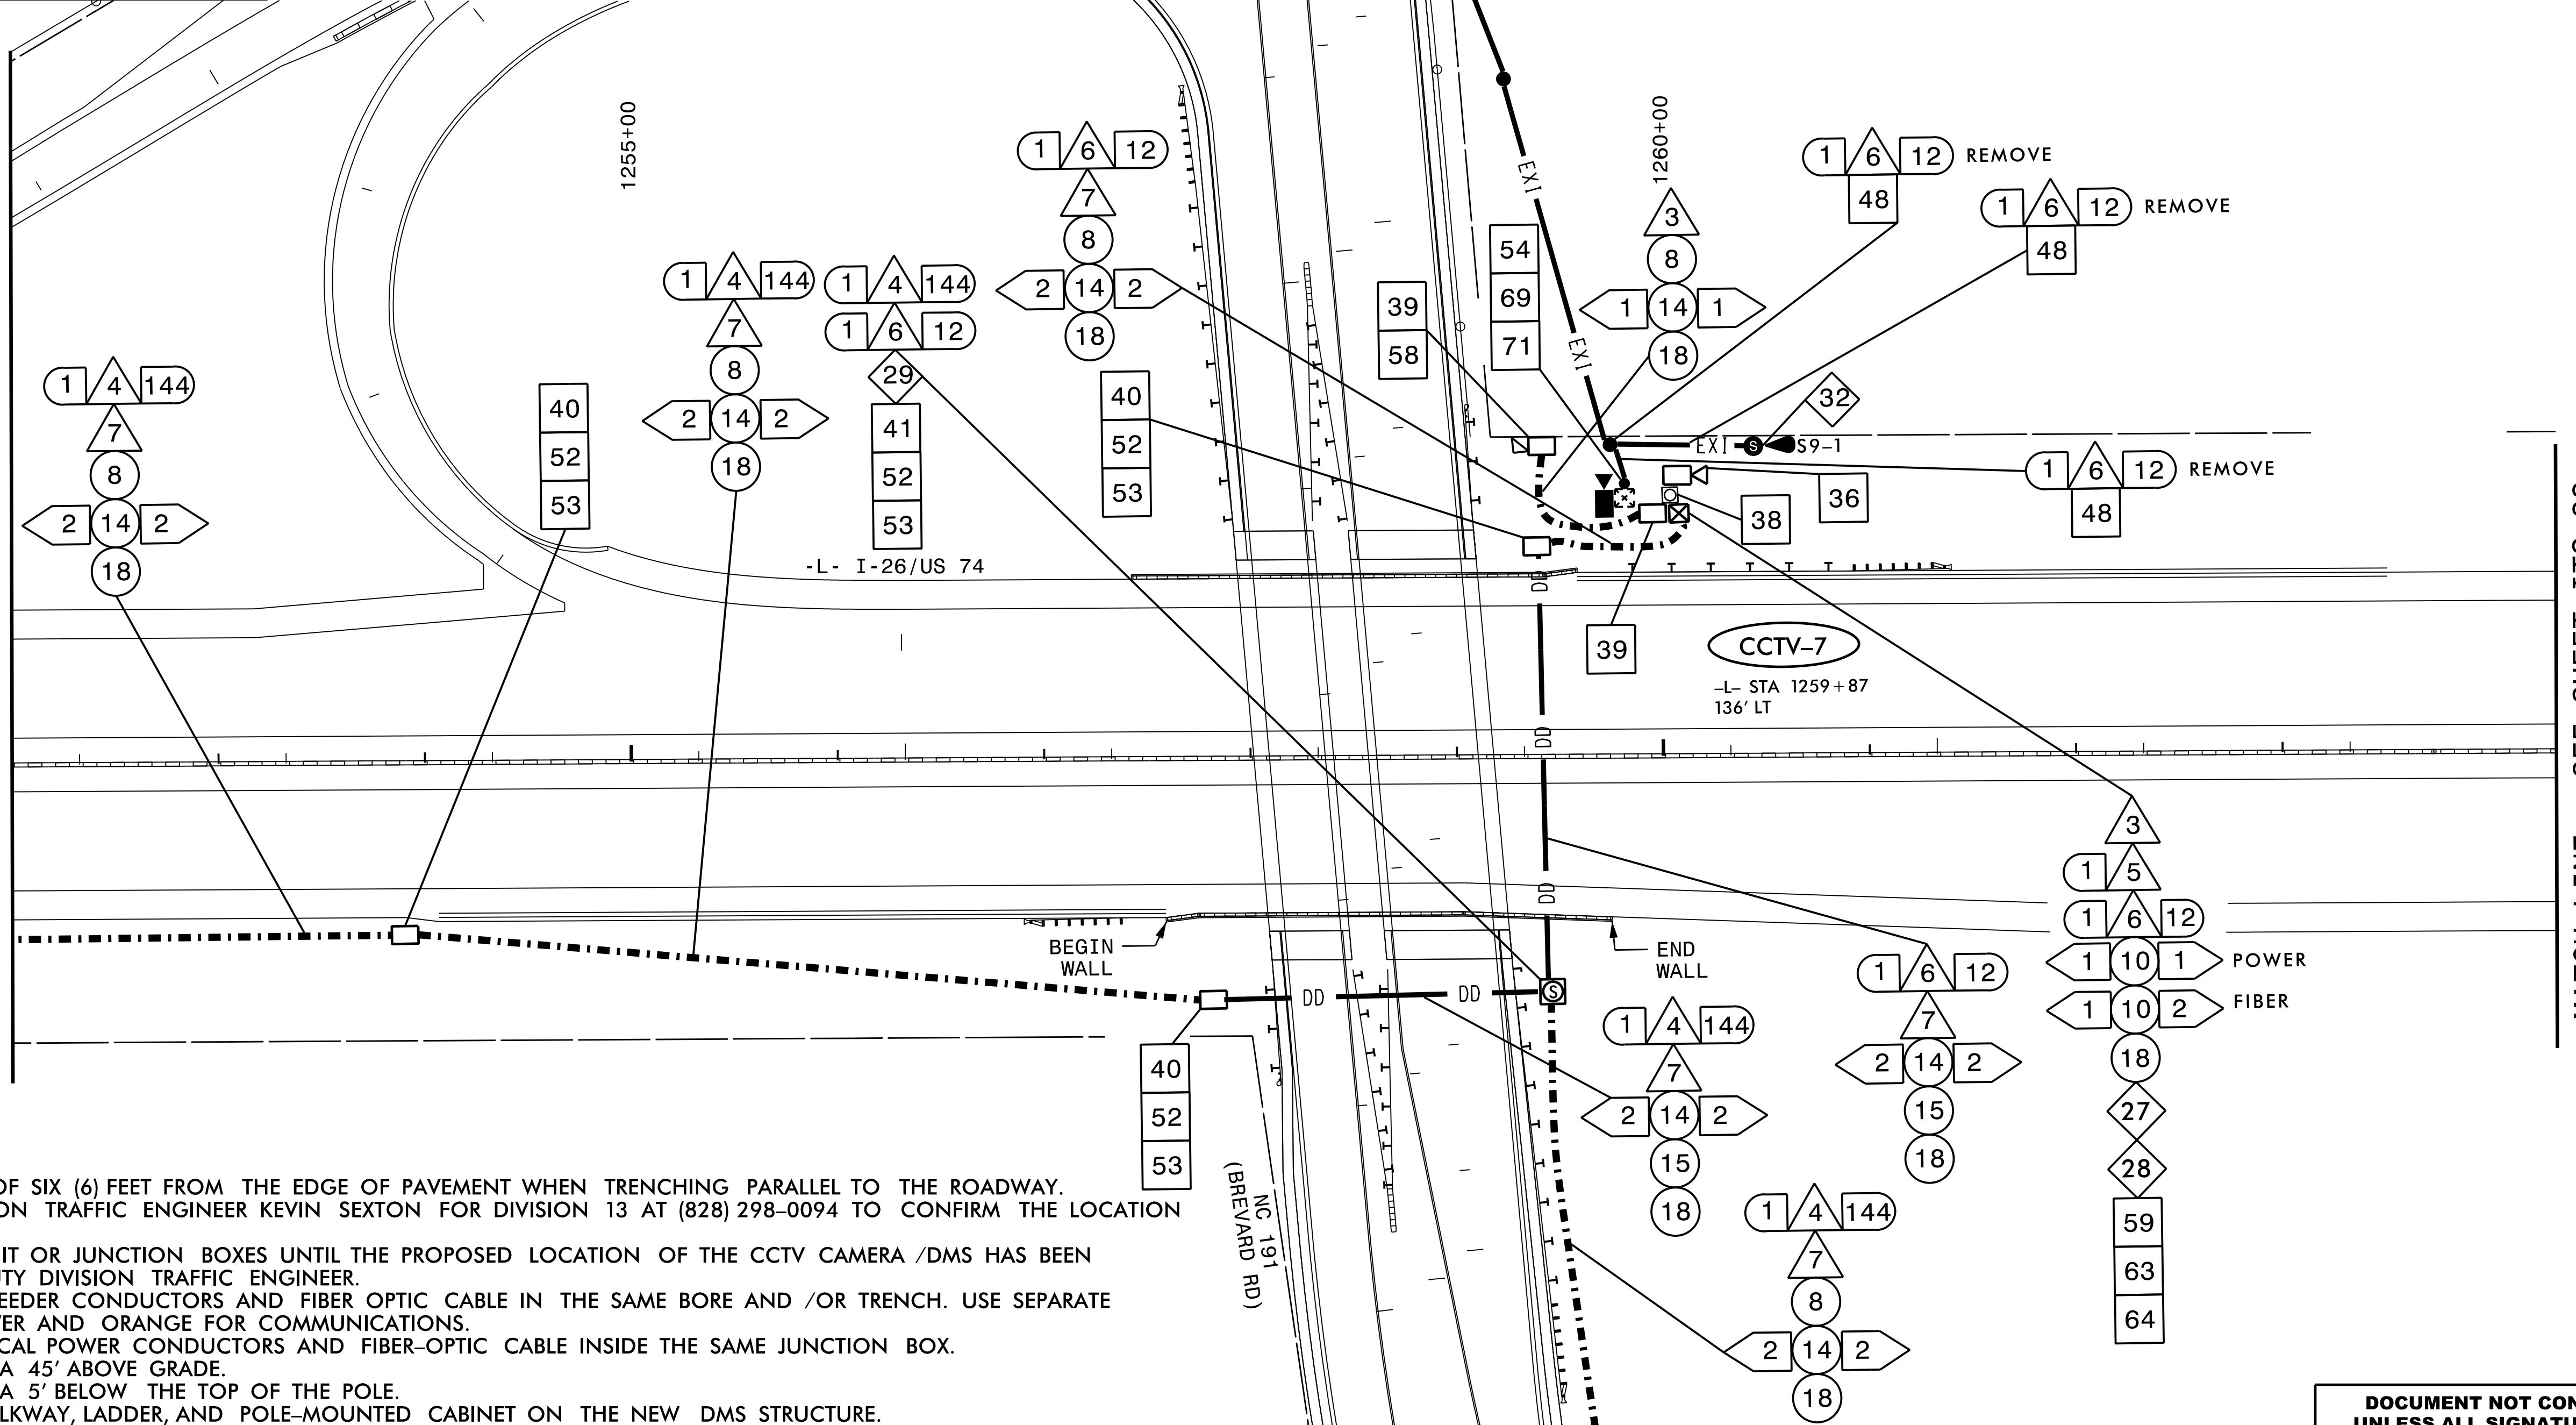 1255+00
1260+00
1 6 12
7
8
2 14 2
18
1 6 12 REMOVE
48
1 6 12 REMOVE
48
3
8
1 14 1
18
54
69
71
39
58
1 4 144
7
8
2 14 2
18
1 4 144
1 6 12
29
41
52
53
-L- I-26/US 74
1 4 144
7
8
2 14 2
18
40
52
53
40
52
53
EXI
EXI
EXI
S
S9-1
32
1 6 12 REMOVE
48
36
38
39
CCTV-7
-L- STA 1259+87
136' LT
DD
DD
DD
BEGIN
WALL
END
WALL
DD
DD
S
40
52
53
3
1 5
1 6 12
1 10 1 POWER
1 10 2 FIBER
18
27
28
59
63
64
1 6 12
7
2 14 2
15
18
1 4 144
7
2 14 2
15
18
1 4 144
7
8
2 14 2
18
NC 191
(BREVARD RD)
OF SIX (6) FEET FROM THE EDGE OF PAVEMENT WHEN TRENCHING PARALLEL TO THE ROADWAY.
ON TRAFFIC ENGINEER KEVIN SEXTON FOR DIVISION 13 AT (828) 298-0094 TO CONFIRM THE LOCATION
IT OR JUNCTION BOXES UNTIL THE PROPOSED LOCATION OF THE CCTV CAMERA /DMS HAS BEEN
UTY DIVISION TRAFFIC ENGINEER.
EEDER CONDUCTORS AND FIBER OPTIC CABLE IN THE SAME BORE AND /OR TRENCH. USE SEPARATE
ER AND ORANGE FOR COMMUNICATIONS.
CAL POWER CONDUCTORS AND FIBER-OPTIC CABLE INSIDE THE SAME JUNCTION BOX.
A 45' ABOVE GRADE.
A 5' BELOW THE TOP OF THE POLE.
LKWAY, LADDER, AND POLE-MOUNTED CABINET ON THE NEW DMS STRUCTURE.
DOCUMENT NOT CON
UNLESS ALL SIGNATU